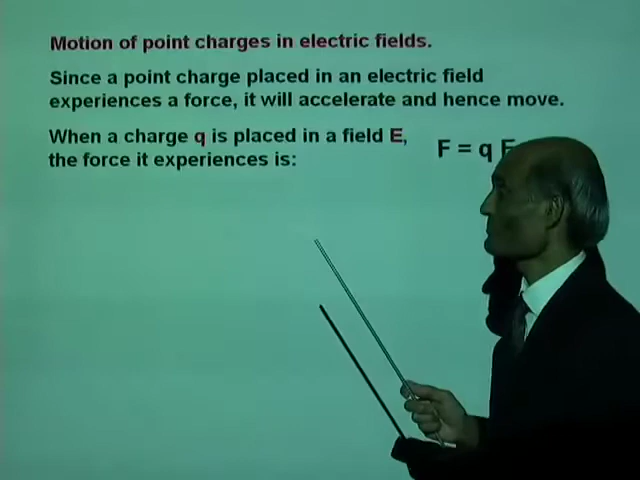 Motion of point charges in electric fields.
Since a point charge placed in an electric field
experiences a force, it will accelerate and hence move.
When a charge q is placed in a field E,
the force it experiences is:
F = q E